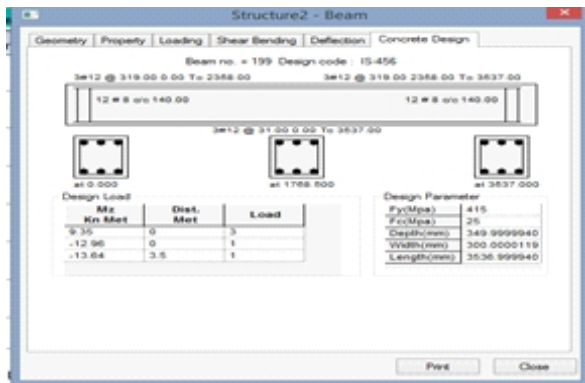 Structure2 - Beam
Geometry Property Loading Shear Bending Deflection Concrete Design
Beam no. = 199 Design code : IS-456
3#12 @ 319.00 0.00 To 2358.00 3#12 @ 319.00 2358.00 To 3537.00
12 # 8 c/c 140.00 12 # 8 c/c 140.00
3#12 @ 31.00 0.00 To 3537.00
at 0.000 at 1768.500 at 3537.000
Design Load Design Parameter
Mz Kn Met Dist. Met Load
9.35 0 3
-12.96 0 1
-13.64 3.5 1
Fy(Mpa) 415
Fc(Mpa) 25
Depth(mm) 349.9999940
Width(mm) 300.0000119
Length(mm) 3536.999940
Print Close